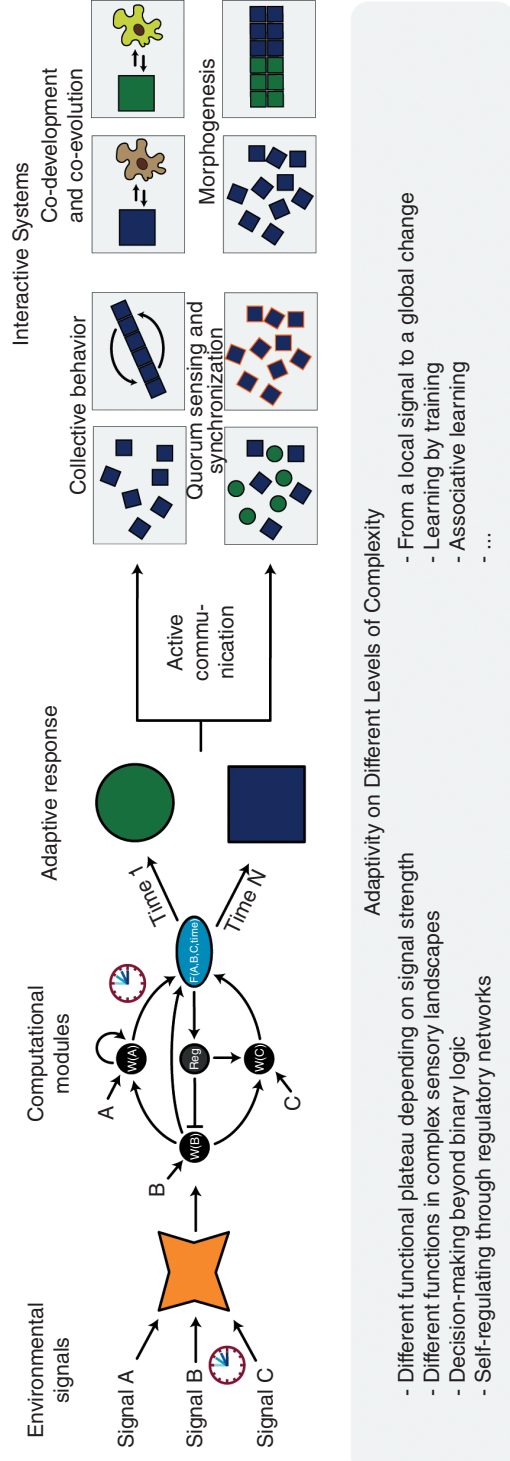 Environmental
signals
Signal A
Signal B
Signal C
Computational
modules
A
B
C
W(A)
W(B)
Reg
W(C)
F(A,B,C,time)
Adaptive response
Time 1
Time N
Active
commu-
nication
Interactive Systems
Collective behavior
Quorum sensing and
synchronization
Co-development
and co-evolution
Morphogenesis
Adaptivity on Different Levels of Complexity
- Different functional plateau depending on signal strength
- Different functions in complex sensory landscapes
- Decision-making beyond binary logic
- Self-regulating through regulatory networks
- From a local signal to a global change
- Learning by training
- Associative learning
- ...